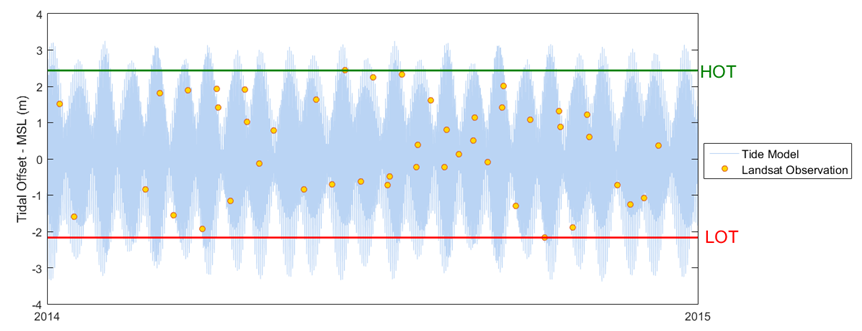 4
3
2
1
0
-1
-2
-3
-4
Tidal Offset - MSL (m)
2014
2015
HOT
LOT
Tide Model
Landsat Observation